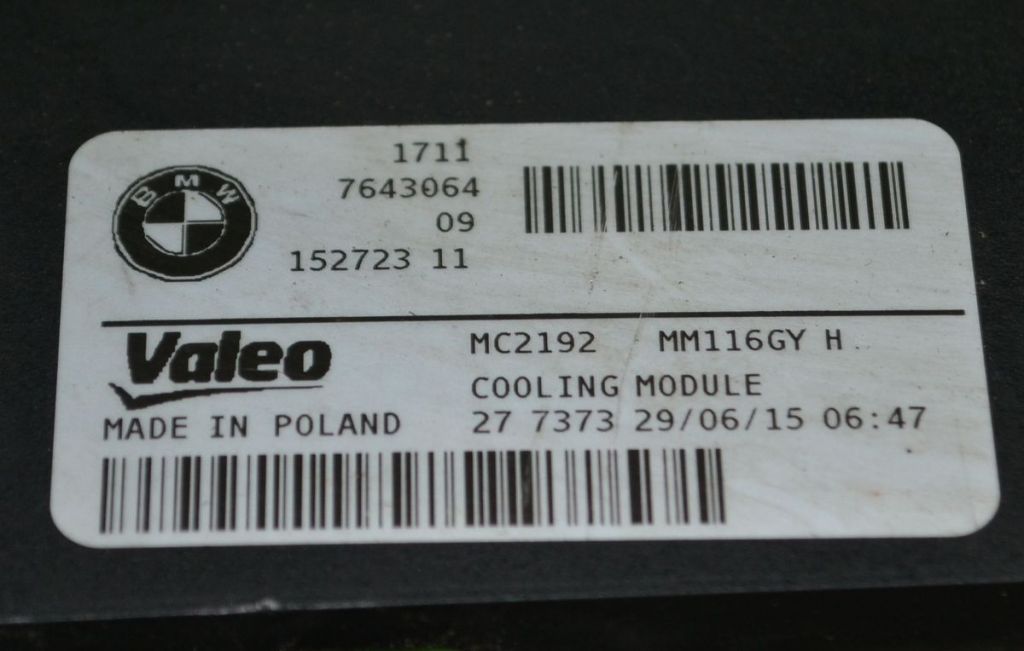 BMW
1711
7643064
09
152723 11
Valeo
MADE IN POLAND
MC2192 MM116GY H
COOLING MODULE
27 7373 29/06/15 06:47